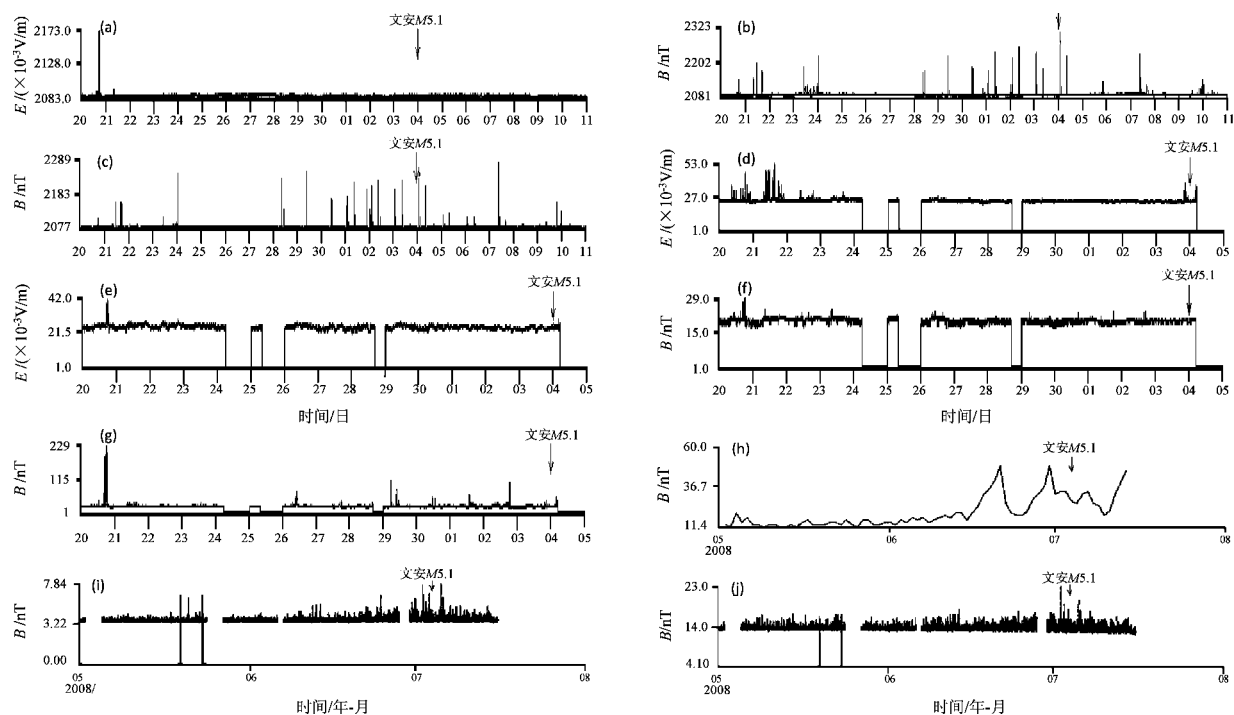 (a)
文安M5.1
E /(×10⁻³V/m)
2173.0
2128.0
2083.0
20 21 22 23 24 25 26 27 28 29 30 01 02 03 04 05 06 07 08 09 10 11
(b)
B /nT
2323
2202
2081
20 21 22 23 24 25 26 27 28 29 30 01 02 03 04 05 06 07 08 09 10 11
(c)
文安M5.1
B /nT
2289
2183
2077
20 21 22 23 24 25 26 27 28 29 30 01 02 03 04 05 06 07 08 09 10 11
(d)
文安M5.1
E /(×10⁻³V/m)
53.0
27.0
1.0
20 21 22 23 24 25 26 27 28 29 30 01 02 03 04 05
(e)
文安M5.1
E /(×10⁻³V/m)
42.0
21.5
1.0
20 21 22 23 24 25 26 27 28 29 30 01 02 03 04 05
时间/日
(f)
文安M5.1
B /nT
29.0
15.0
1.0
20 21 22 23 24 25 26 27 28 29 30 01 02 03 04 05
时间/日
(g)
文安M5.1
B /nT
229
115
1
20 21 22 23 24 25 26 27 28 29 30 01 02 03 04 05
(h)
文安M5.1
B /nT
60.0
36.7
11.4
05 06 07 08
2008
(i)
文安M5.1
B /nT
7.84
3.22
0.00
05 06 07 08
2008/
时间/年-月
(j)
文安M5.1
B /nT
23.0
14.0
4.10
05 06 07 08
2008
时间/年-月